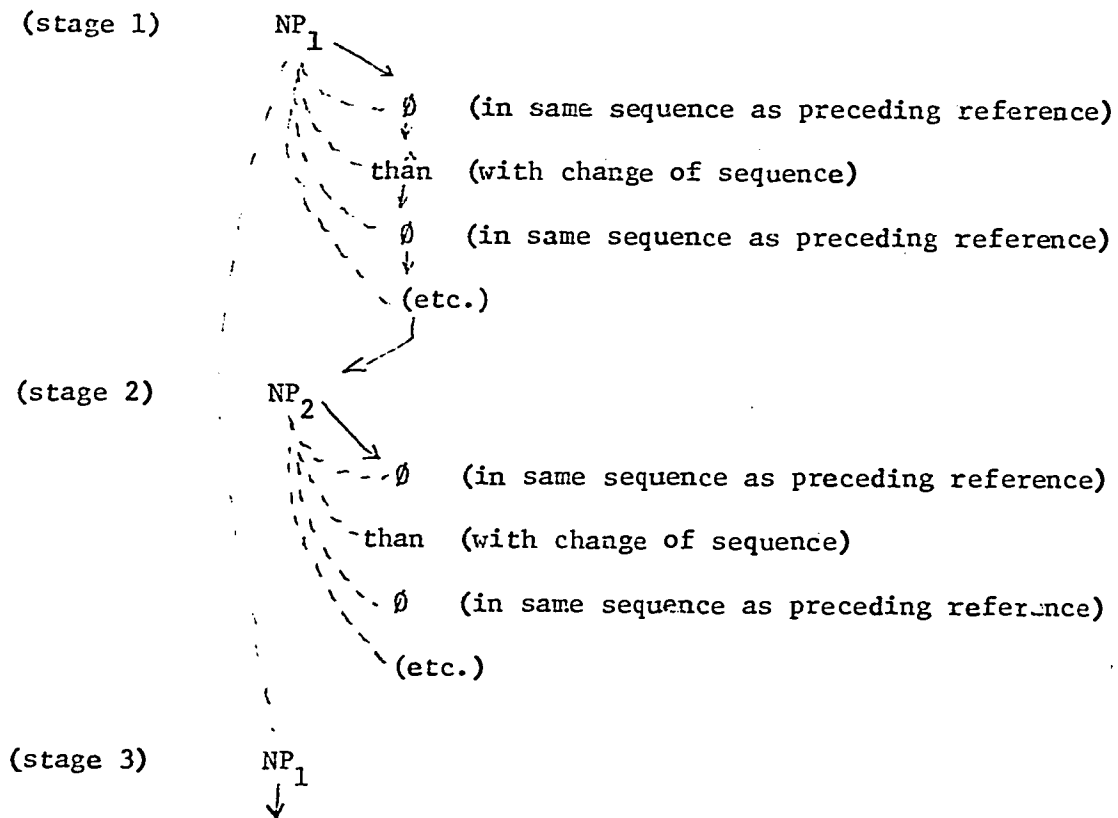 (stage 1) NP1
Ø (in same sequence as preceding reference)
thân (with change of sequence)
Ø (in same sequence as preceding reference)
(etc.)
(stage 2) NP2
Ø (in same sequence as preceding reference)
than (with change of sequence)
Ø (in same sequence as preceding reference)
(etc.)
(stage 3) NP1